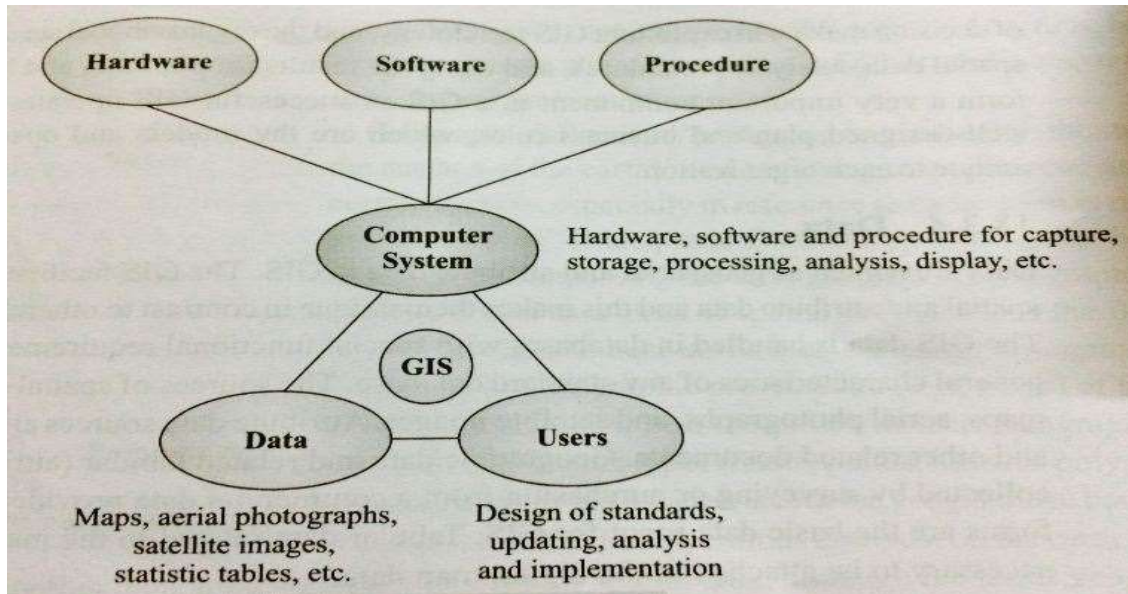 Hardware
Software
Procedure
Computer
System
Hardware, software and procedure for capture,
storage, processing, analysis, display, etc.
GIS
Data
Users
Maps, aerial photographs,
satellite images,
statistic tables, etc.
Design of standards,
updating, analysis
and implementation